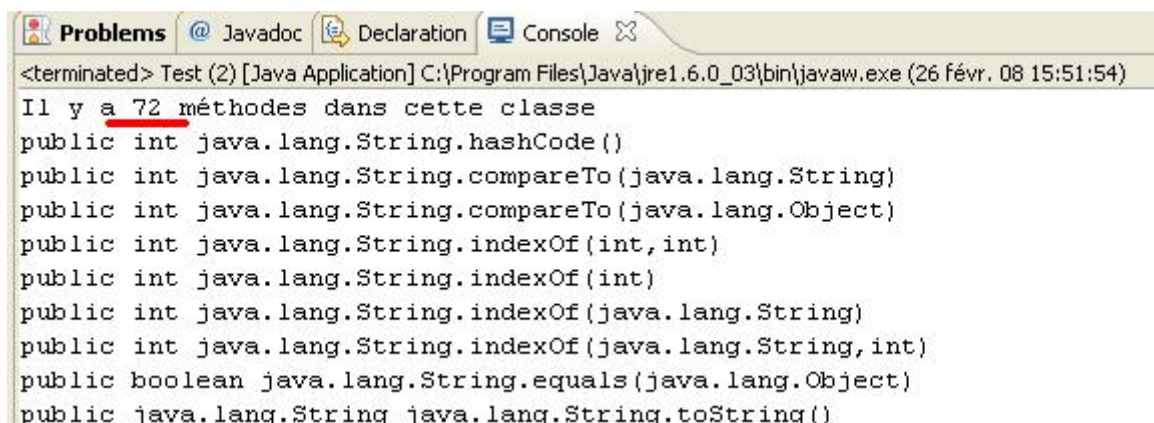 Problems @ Javadoc Declaration Console
<terminated> Test (2) [Java Application] C:\Program Files\Java\jre1.6.0_03\bin\javaw.exe (26 févr. 08 15:51:54)
Il y a 72 méthodes dans cette classe
public int java.lang.String.hashCode()
public int java.lang.String.compareTo(java.lang.String)
public int java.lang.String.compareTo(java.lang.Object)
public int java.lang.String.indexOf(int,int)
public int java.lang.String.indexOf(int)
public int java.lang.String.indexOf(java.lang.String)
public int java.lang.String.indexOf(java.lang.String,int)
public boolean java.lang.String.equals(java.lang.Object)
public java.lang.String java.lang.String.toString()